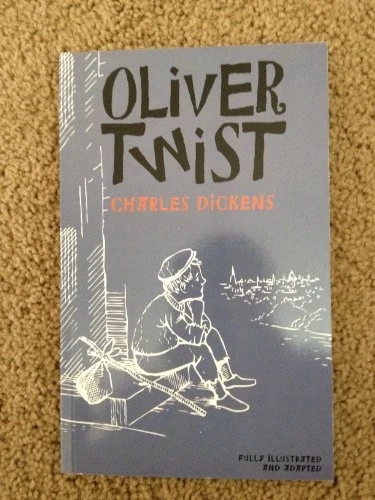 OLIVER
TWIST
CHARLES DICKENS
FULLY ILLUSTRATED
AND ADAPTED